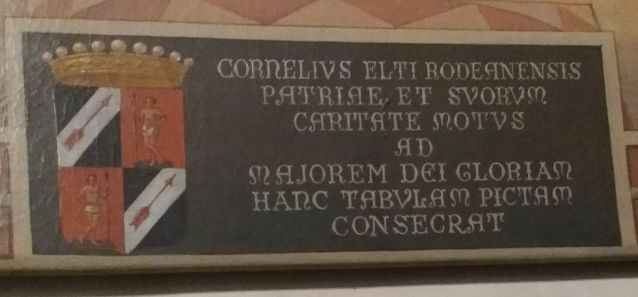 CORNELIVS ELTI RODEANENSIS
PATRIAE ET SVORVM
CARITATE MOTVS
AD
MAJOREM DEI GLORIAM
HANC TABVLAM PICTAM
CONSECRAT